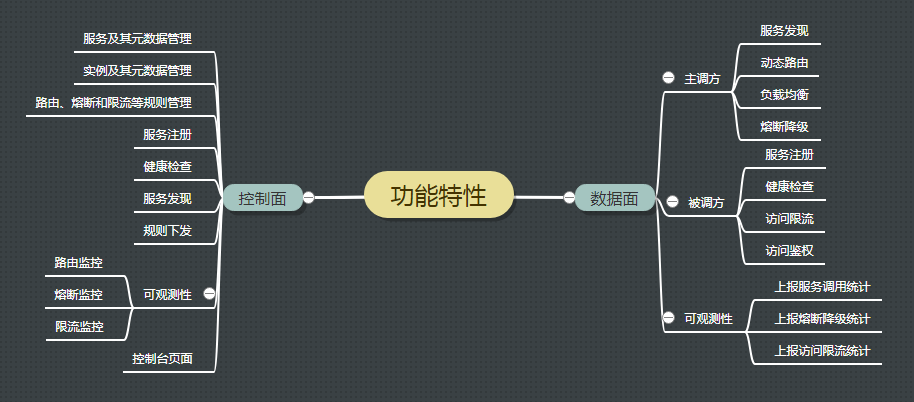 功能特性
控制面
服务及其元数据管理
实例及其元数据管理
路由、熔断和限流等规则管理
服务注册
健康检查
服务发现
规则下发
可观测性
路由监控
熔断监控
限流监控
控制台页面
数据面
主调方
服务发现
动态路由
负载均衡
熔断降级
被调方
服务注册
健康检查
访问限流
访问鉴权
可观测性
上报服务调用统计
上报熔断降级统计
上报访问限流统计